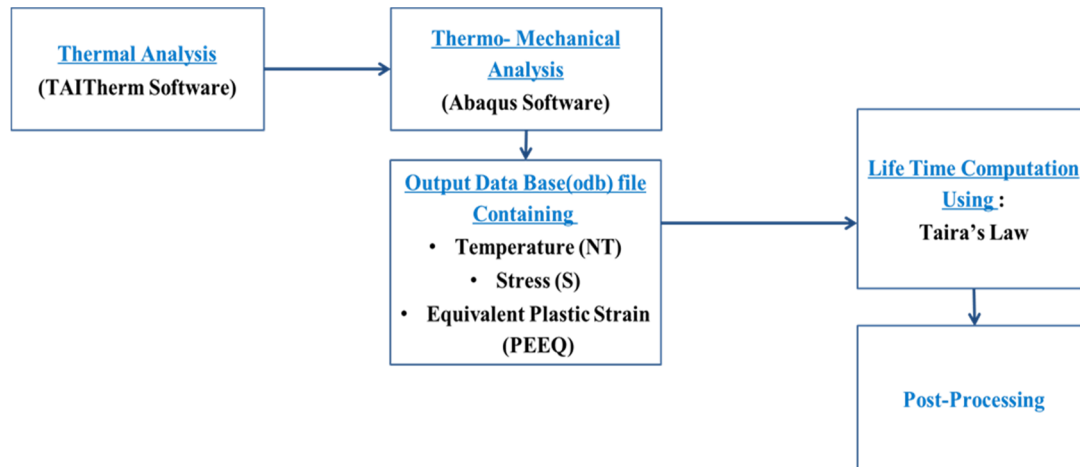 Thermal Analysis
(TAITherm Software)
Thermo- Mechanical
Analysis
(Abaqus Software)
Output Data Base(odb) file
Containing
• Temperature (NT)
• Stress (S)
• Equivalent Plastic Strain
(PEEQ)
Life Time Computation
Using :
Taira’s Law
Post-Processing